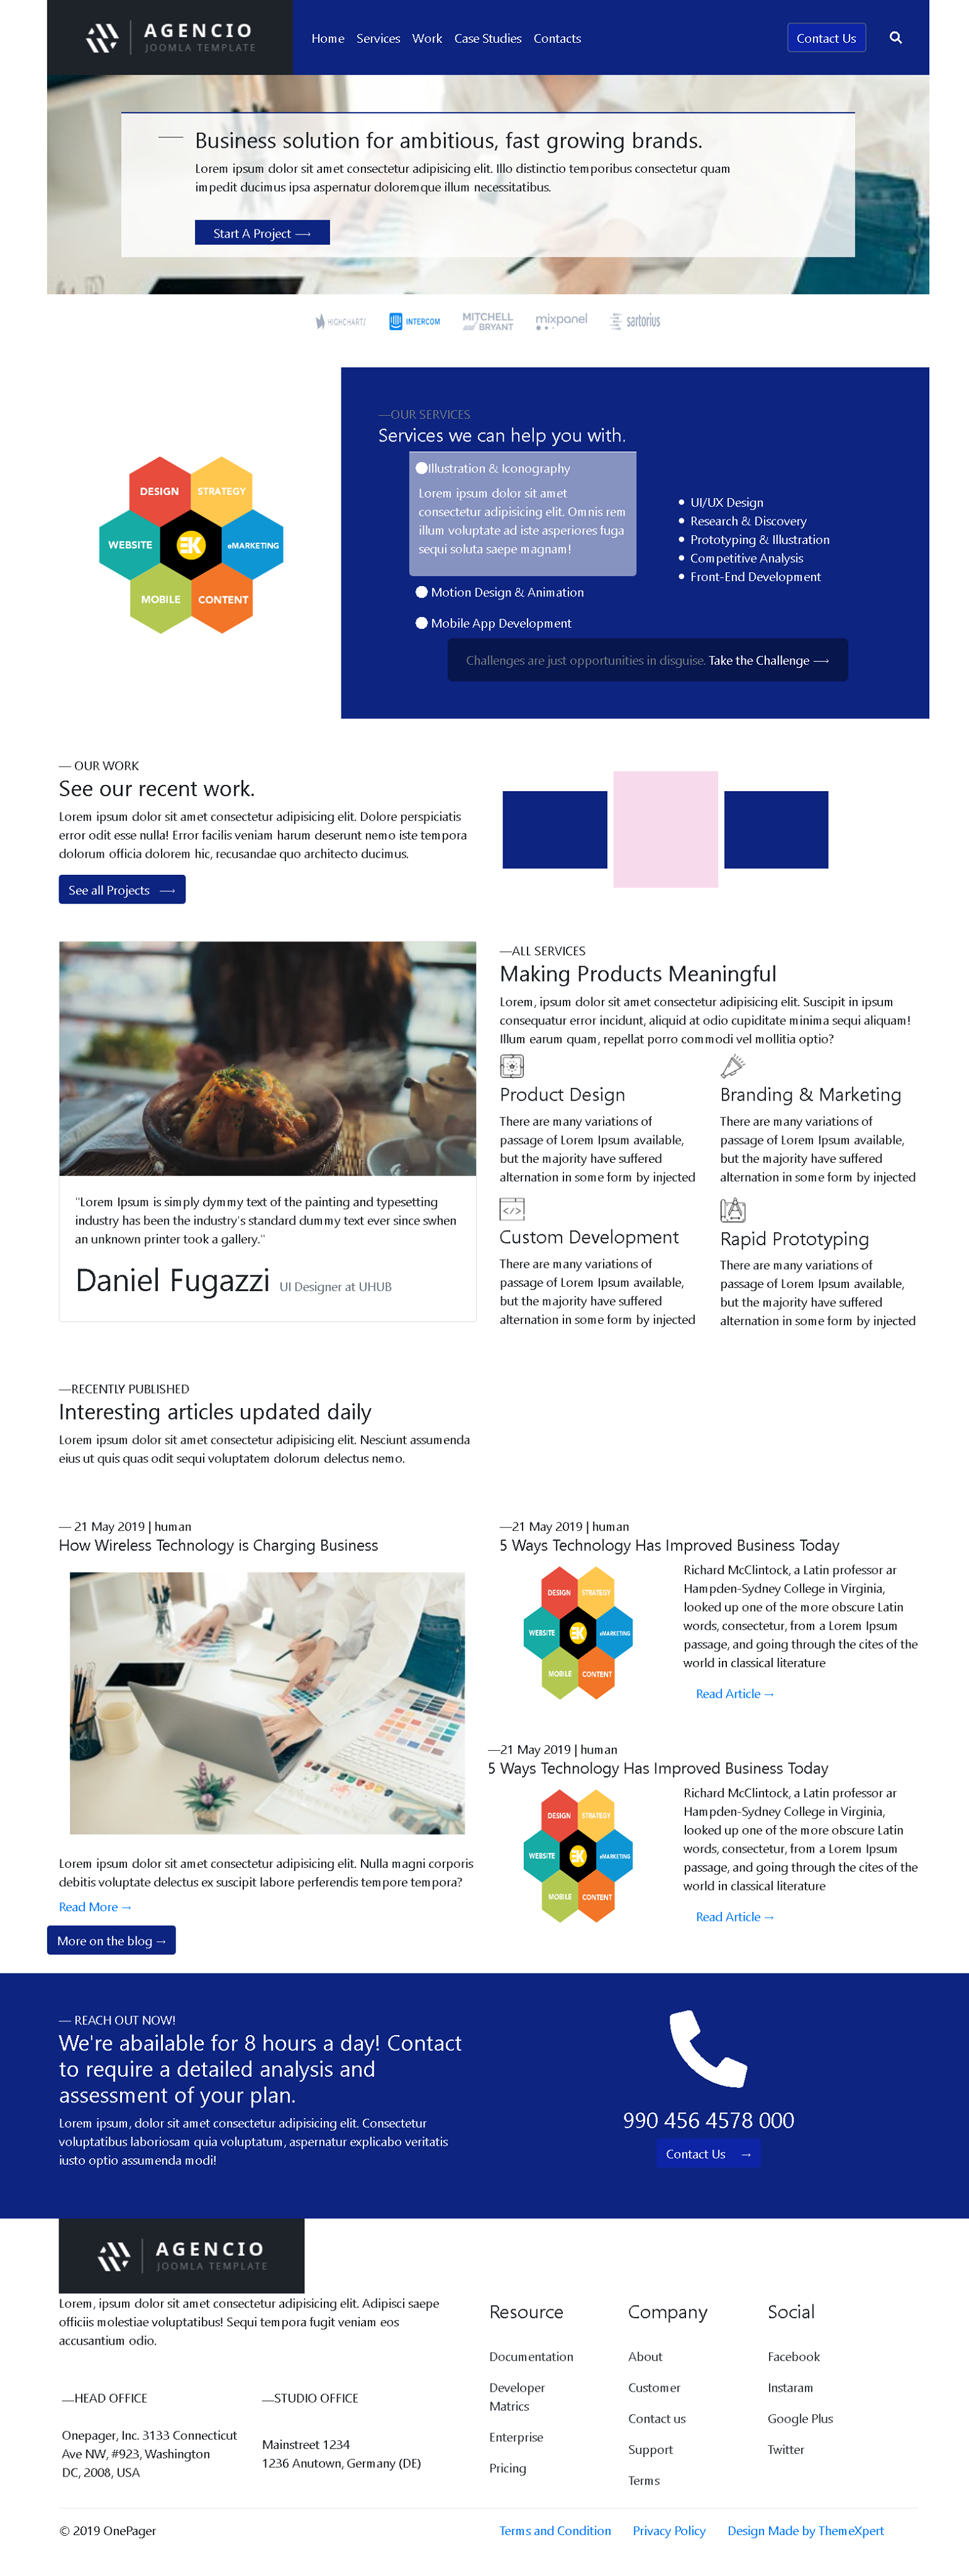 AGENCIO
JOOMLA TEMPLATE
Home Services Work Case Studies Contacts
Contact Us
Business solution for ambitious, fast growing brands.
Lorem ipsum dolor sit amet consectetur adipisicing elit. Illo distinctio temporibus consectetur quam
impedit ducimus ipsa aspernatur doloremque illum necessitatibus.
Start A Project ⟶
HIGHCHARTS
INTERCOM
MITCHELL
BRYANT
mixpanel
sartorius
DESIGN
STRATEGY
WEBSITE
EK
eMARKETING
MOBILE
CONTENT
—OUR SERVICES
Services we can help you with.
Illustration & Iconography
Lorem ipsum dolor sit amet
consectetur adipisicing elit. Omnis rem
illum voluptate ad iste asperiores fuga
sequi soluta saepe magnam!
Motion Design & Animation
Mobile App Development
• UI/UX Design
• Research & Discovery
• Prototyping & Illustration
• Competitive Analysis
• Front-End Development
Challenges are just opportunities in disguise. Take the Challenge ⟶
— OUR WORK
See our recent work.
Lorem ipsum dolor sit amet consectetur adipisicing elit. Dolore perspiciatis
error odit esse nulla! Error facilis veniam harum deserunt nemo iste tempora
dolorum officia dolorem hic, recusandae quo architecto ducimus.
See all Projects ⟶
"Lorem Ipsum is simply dymmy text of the painting and typesetting
industry has been the industry's standard dummy text ever since swhen
an unknown printer took a gallery."
Daniel Fugazzi UI Designer at UHUB
—ALL SERVICES
Making Products Meaningful
Lorem, ipsum dolor sit amet consectetur adipisicing elit. Suscipit in ipsum
consequatur error incidunt, aliquid at odio cupiditate minima sequi aliquam!
Illum earum quam, repellat porro commodi vel mollitia optio?
Product Design
There are many variations of
passage of Lorem Ipsum available,
but the majority have suffered
alternation in some form by injected
Branding & Marketing
There are many variations of
passage of Lorem Ipsum available,
but the majority have suffered
alternation in some form by injected
</>
Custom Development
There are many variations of
passage of Lorem Ipsum available,
but the majority have suffered
alternation in some form by injected
Rapid Prototyping
There are many variations of
passage of Lorem Ipsum available,
but the majority have suffered
alternation in some form by injected
—RECENTLY PUBLISHED
Interesting articles updated daily
Lorem ipsum dolor sit amet consectetur adipisicing elit. Nesciunt assumenda
eius ut quis quas odit sequi voluptatem dolorum delectus nemo.
— 21 May 2019 | human
How Wireless Technology is Charging Business
Lorem ipsum dolor sit amet consectetur adipisicing elit. Nulla magni corporis
debitis voluptate delectus ex suscipit labore perferendis tempore tempora?
Read More →
More on the blog →
—21 May 2019 | human
5 Ways Technology Has Improved Business Today
DESIGN
STRATEGY
WEBSITE
EK
eMARKETING
MOBILE
CONTENT
Richard McClintock, a Latin professor ar
Hampden-Sydney College in Virginia,
looked up one of the more obscure Latin
words, consectetur, from a Lorem Ipsum
passage, and going through the cites of the
world in classical literature
Read Article →
—21 May 2019 | human
5 Ways Technology Has Improved Business Today
DESIGN
STRATEGY
WEBSITE
EK
eMARKETING
MOBILE
CONTENT
Richard McClintock, a Latin professor ar
Hampden-Sydney College in Virginia,
looked up one of the more obscure Latin
words, consectetur, from a Lorem Ipsum
passage, and going through the cites of the
world in classical literature
Read Article →
— REACH OUT NOW!
We're abailable for 8 hours a day! Contact
to require a detailed analysis and
assessment of your plan.
Lorem ipsum, dolor sit amet consectetur adipisicing elit. Consectetur
voluptatibus laboriosam quia voluptatum, aspernatur explicabo veritatis
iusto optio assumenda modi!
990 456 4578 000
Contact Us →
AGENCIO
JOOMLA TEMPLATE
Lorem, ipsum dolor sit amet consectetur adipisicing elit. Adipisci saepe
officiis molestiae voluptatibus! Sequi tempora fugit veniam eos
accusantium odio.
—HEAD OFFICE
Onepager, Inc. 3133 Connecticut
Ave NW, #923, Washington
DC, 2008, USA
—STUDIO OFFICE
Mainstreet 1234
1236 Anutown, Germany (DE)
Resource
Documentation
Developer
Matrics
Enterprise
Pricing
Company
About
Customer
Contact us
Support
Terms
Social
Facebook
Instaram
Google Plus
Twitter
© 2019 OnePager
Terms and Condition Privacy Policy Design Made by ThemeXpert